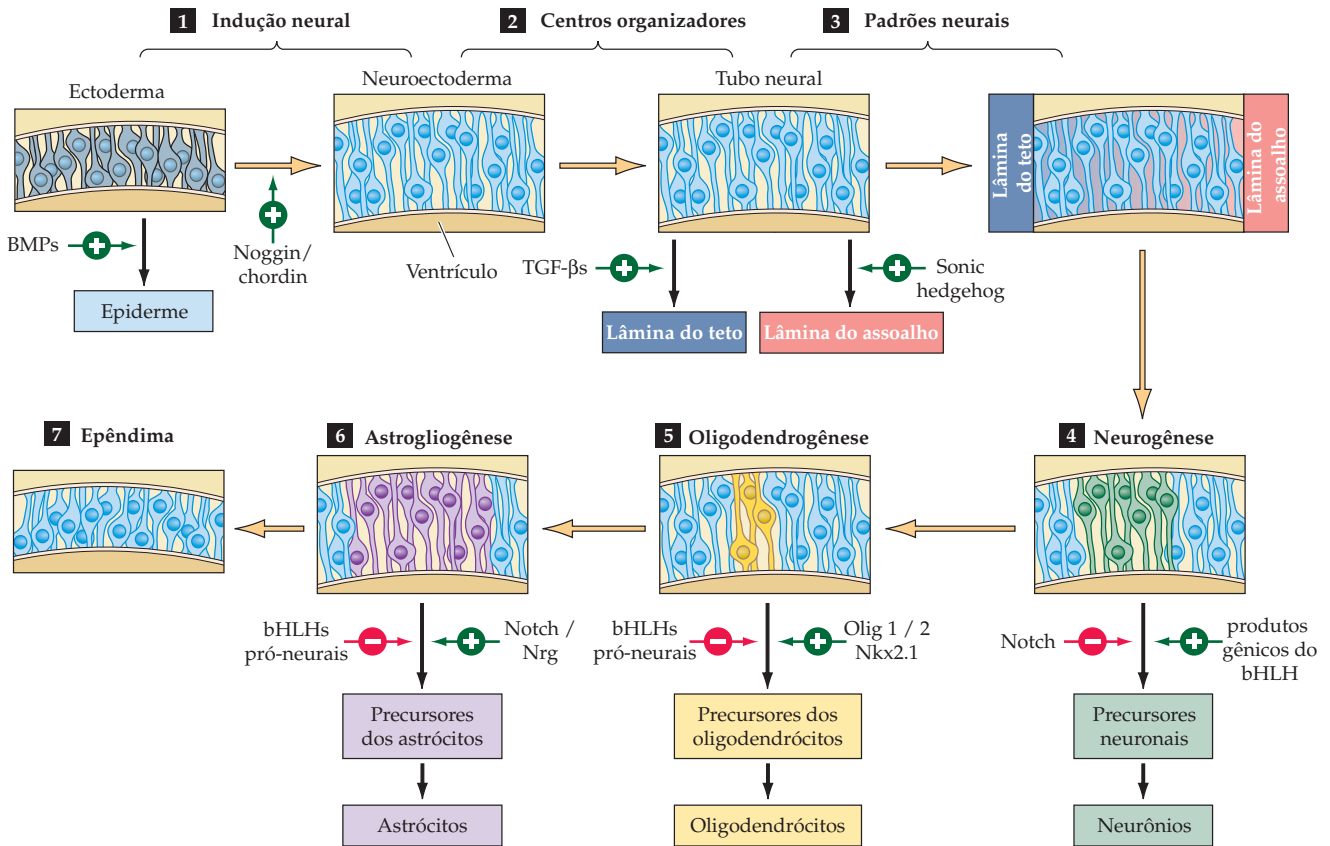 1 Indução neural
2 Centros organizadores
3 Padrões neurais
Ectoderma
Neuroectoderma
Tubo neural
Lâmina
do teto
Lâmina do
assoalho
BMPs
Noggin/
chordin
Ventrículo
TGF-βs
Sonic
hedgehog
Epiderme
Lâmina do teto
Lâmina do assoalho
7 Epêndima
6 Astrogliogênese
5 Oligodendrogênese
4 Neurogênese
bHLHs
pró-neurais
Notch /
Nrg
bHLHs
pró-neurais
Olig 1 / 2
Nkx2.1
Notch
produtos
gênicos do
bHLH
Precursores
dos astrócitos
Precursores dos
oligodendrócitos
Precursores
neuronais
Astrócitos
Oligodendrócitos
Neurônios